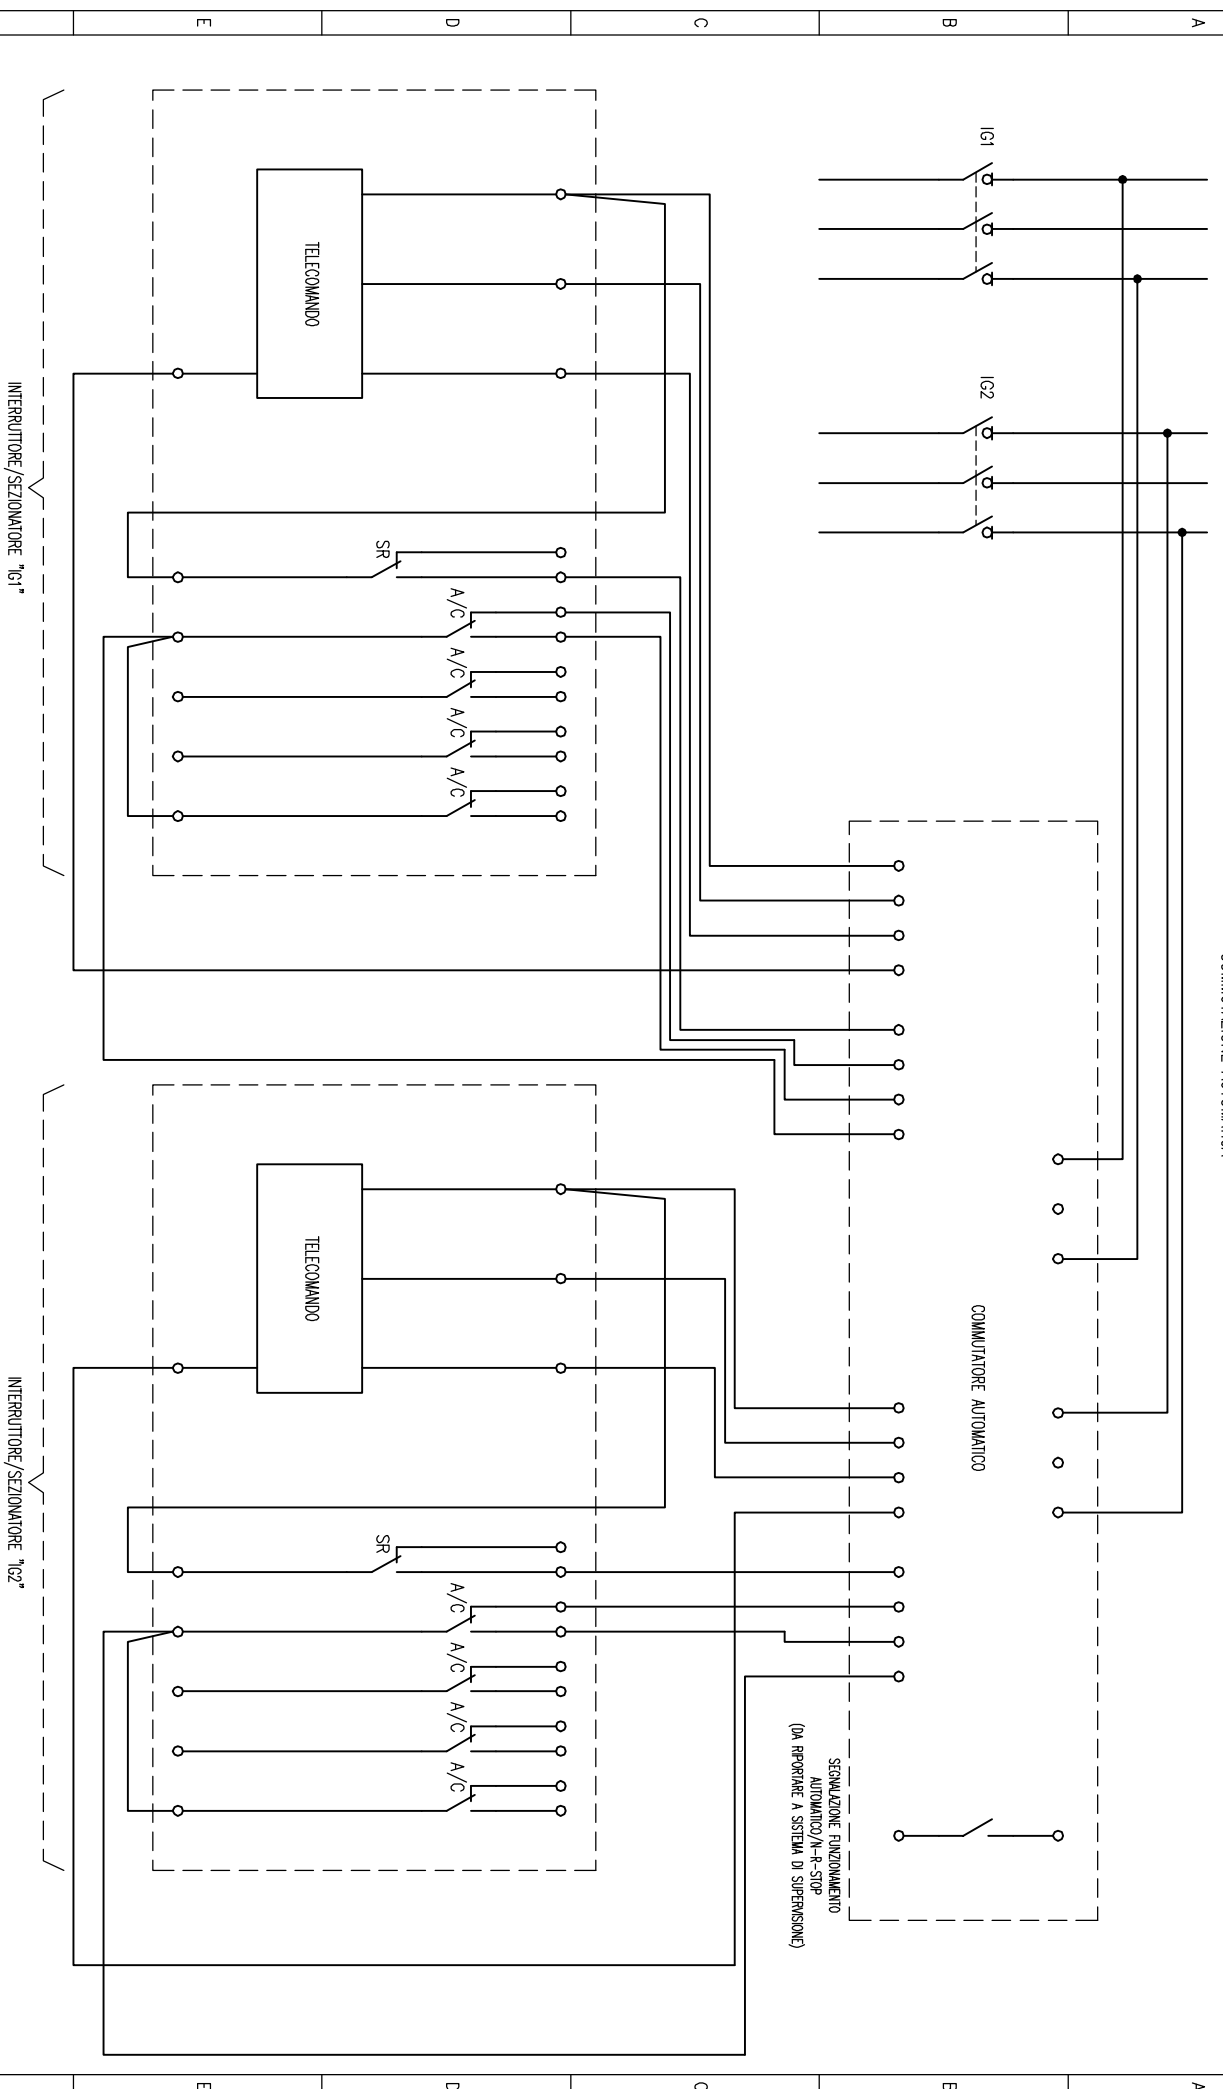 A
B
C
D
E
IG1
IG2
COMMUTATORE AUTOMATICO
SEGNALAZIONE FUNZIONAMENTO
AUTOMATICO/N-R-STOP
(DA RIPORTARE A SISTEMA DI SUPERVISIONE)
TELECOMANDO
SR
A/C
A/C
A/C
A/C
INTERRUTTORE/SEZIONATORE "IG1"
TELECOMANDO
SR
A/C
A/C
A/C
A/C
INTERRUTTORE/SEZIONATORE "IG2"